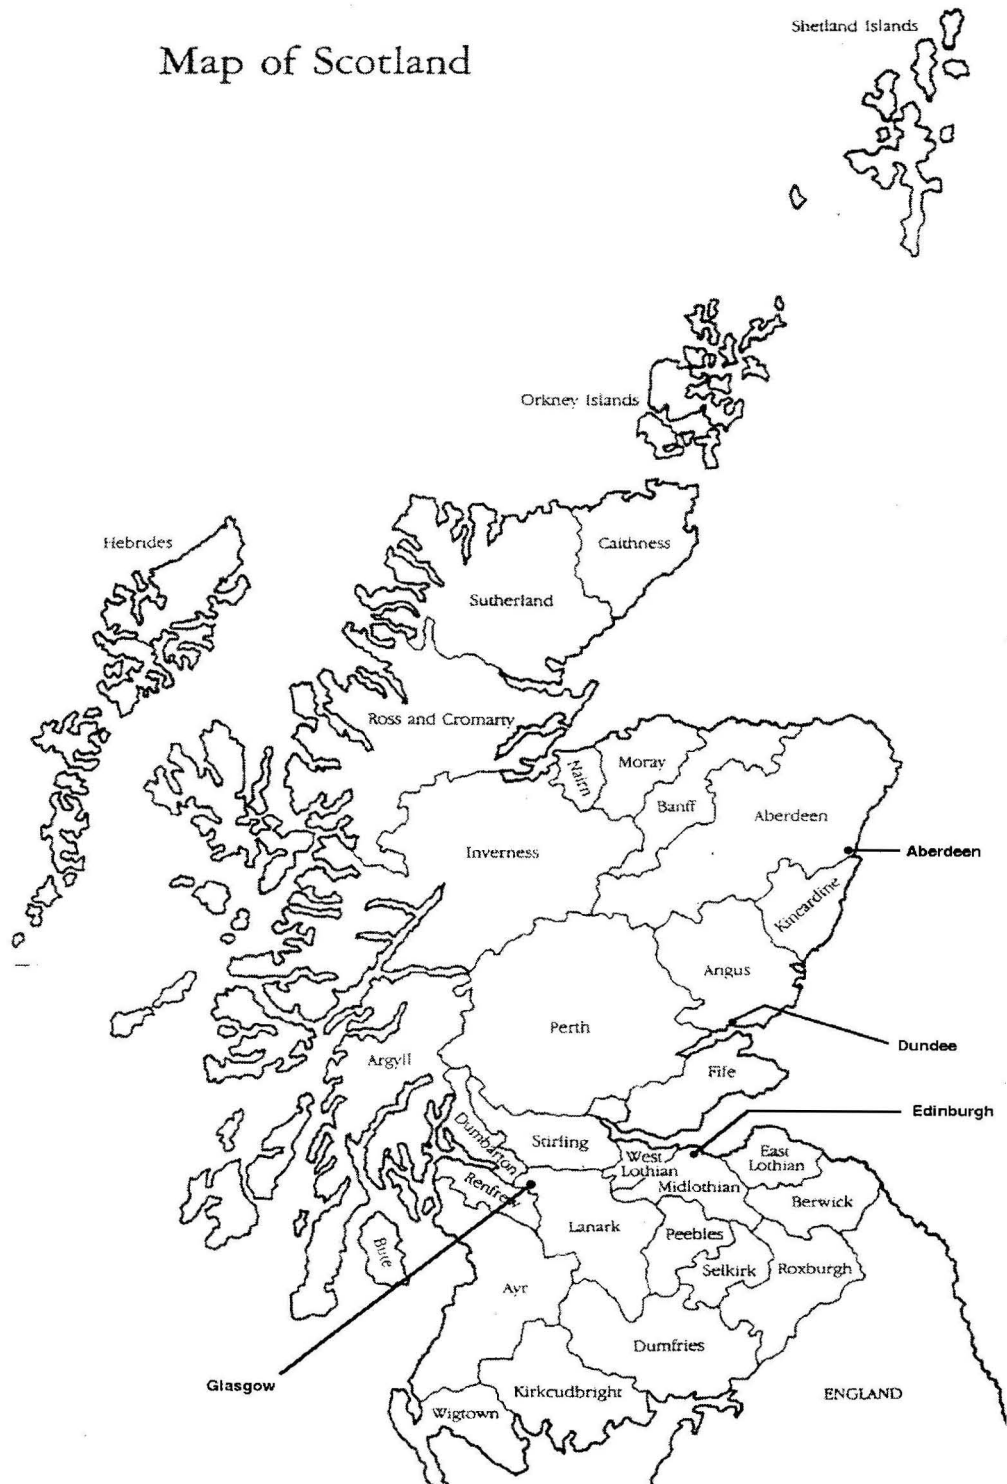 Shetland Islands
Map of Scotland
Orkney Islands
Hebrides
Caithness
Sutherland
Ross and Cromarty
Nairn
Moray
Banff
Aberdeen
Inverness
Aberdeen
Kincardine
Angus
Perth
Dundee
Argyll
Fife
Edinburgh
Dumbarton
Stirling
West
Lothian
East
Lothian
Midlothian
Renfrew
Berwick
Lanark
Peebles
Bute
Selkirk
Roxburgh
Ayr
Dumfries
Glasgow
Kirkcudbright
ENGLAND
Wigtown